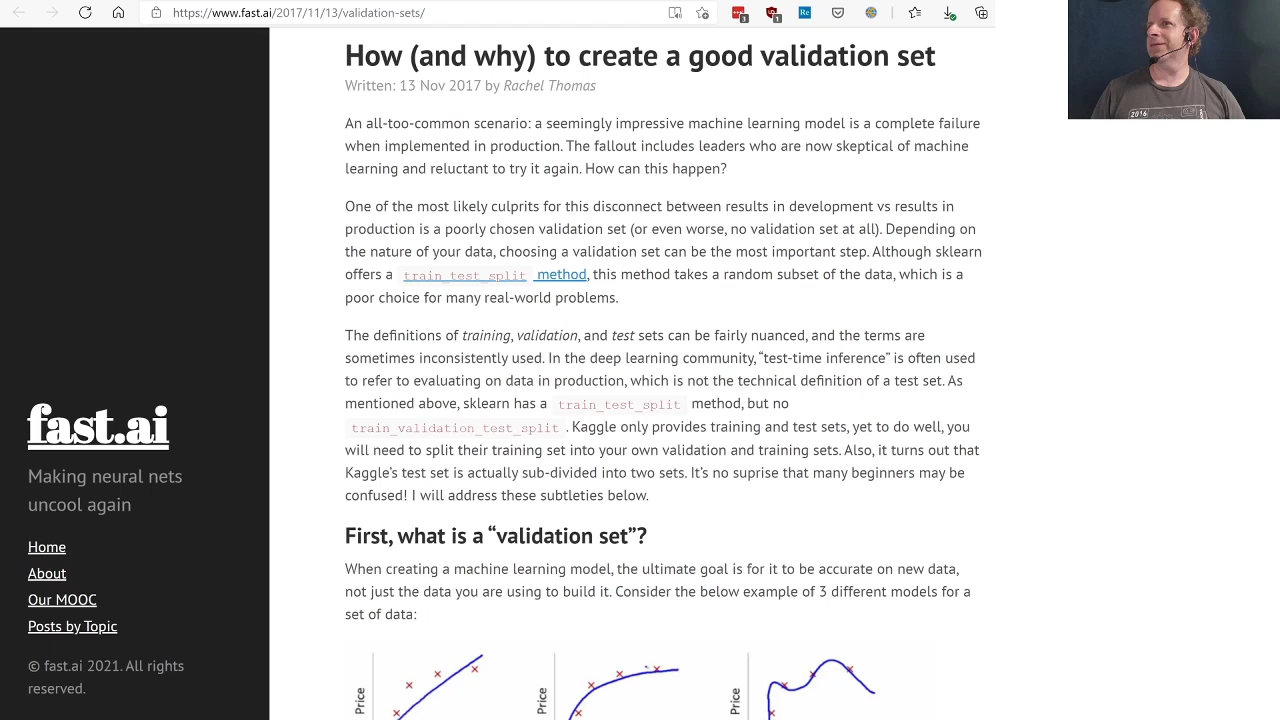 https://www.fast.ai/2017/11/13/validation-sets/
3
1
Re
How (and why) to create a good validation set
Written: 13 Nov 2017 by Rachel Thomas
An all-too-common scenario: a seemingly impressive machine learning model is a complete failure
when implemented in production. The fallout includes leaders who are now skeptical of machine
learning and reluctant to try it again. How can this happen?
One of the most likely culprits for this disconnect between results in development vs results in
production is a poorly chosen validation set (or even worse, no validation set at all). Depending on
the nature of your data, choosing a validation set can be the most important step. Although sklearn
offers a train_test_split method, this method takes a random subset of the data, which is a
poor choice for many real-world problems.
The definitions of training, validation, and test sets can be fairly nuanced, and the terms are
sometimes inconsistently used. In the deep learning community, “test-time inference” is often used
to refer to evaluating on data in production, which is not the technical definition of a test set. As
mentioned above, sklearn has a train_test_split method, but no
train_validation_test_split. Kaggle only provides training and test sets, yet to do well, you
will need to split their training set into your own validation and training sets. Also, it turns out that
Kaggle’s test set is actually sub-divided into two sets. It’s no suprise that many beginners may be
confused! I will address these subtleties below.
First, what is a “validation set”?
When creating a machine learning model, the ultimate goal is for it to be accurate on new data,
not just the data you are using to build it. Consider the below example of 3 different models for a
set of data:
Price
Price
Price
fast.ai
Making neural nets
uncool again
Home
About
Our MOOC
Posts by Topic
© fast.ai 2021. All rights
reserved.
2016